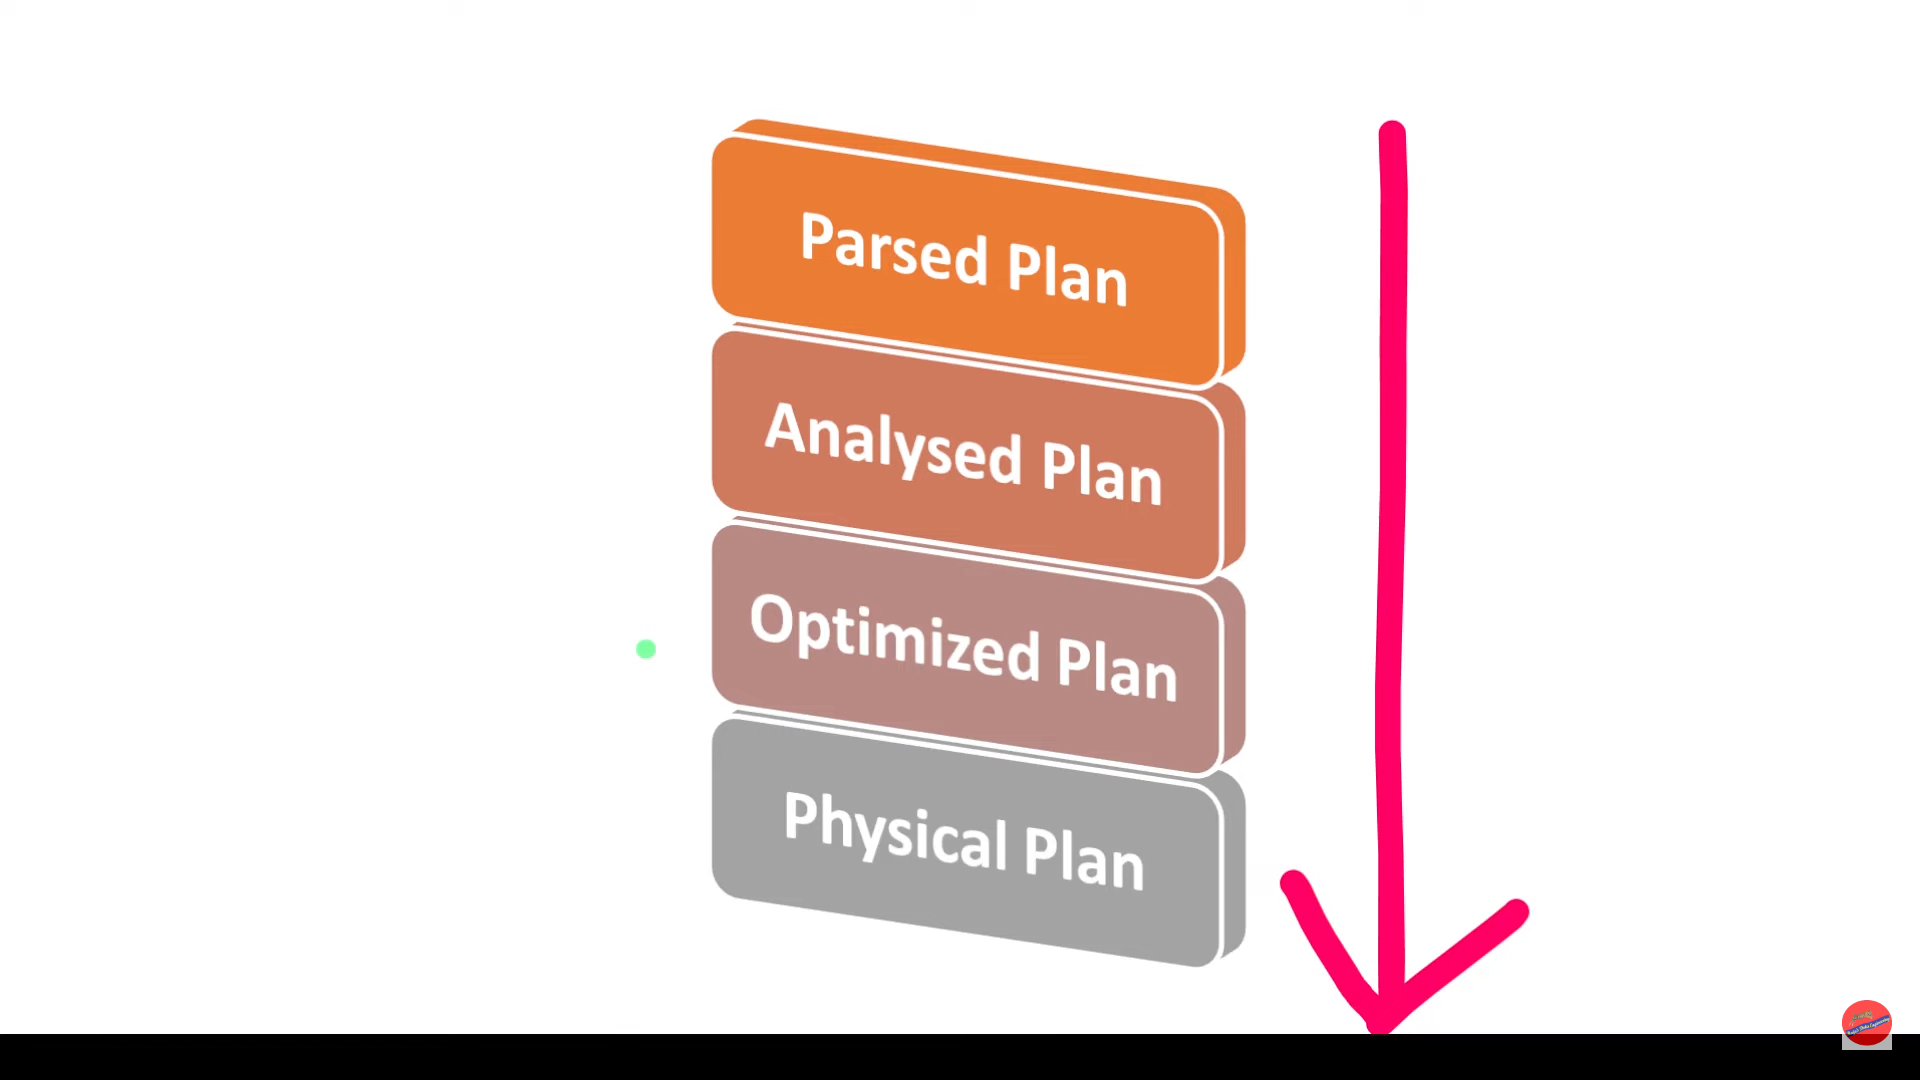 Parsed Plan
Analysed Plan
Optimized Plan
Physical Plan